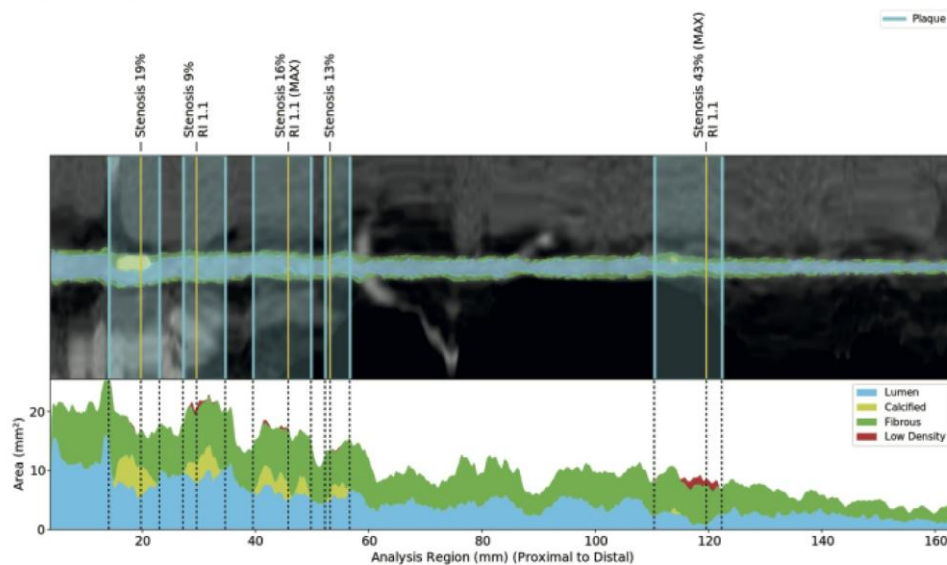 Plaque
Stenosis 19%
Stenosis 9%
RI 1.1
Stenosis 16%
RI 1.1 (MAX)
Stenosis 13%
Stenosis 43% (MAX)
RI 1.1
Lumen
Calcified
Fibrous
Low Density
Area (mm²)
20
10
0
20 40 60 80 100 120 140 160
Analysis Region (mm) (Proximal to Distal)